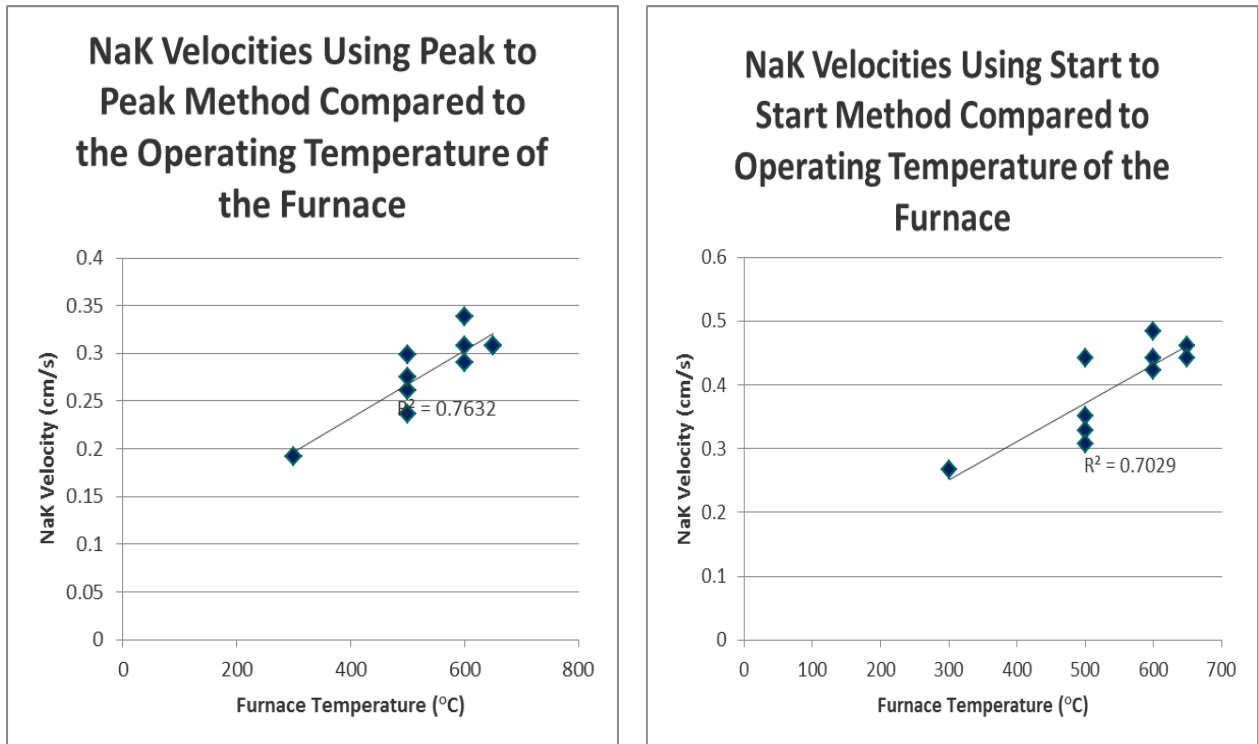 NaK Velocities Using Peak to
Peak Method Compared to
the Operating Temperature of
the Furnace
0.4
0.35
0.3
0.25
0.2
0.15
0.1
0.05
0
NaK Velocity (cm/s)
R² = 0.7632
0
200
400
600
800
Furnace Temperature (°C)
NaK Velocities Using Start to
Start Method Compared to
Operating Temperature of the
Furnace
0.6
0.5
0.4
0.3
0.2
0.1
0
NaK Velocity (cm/s)
R² = 0.7029
0
100
200
300
400
500
600
700
Furnace Temperature (°C)